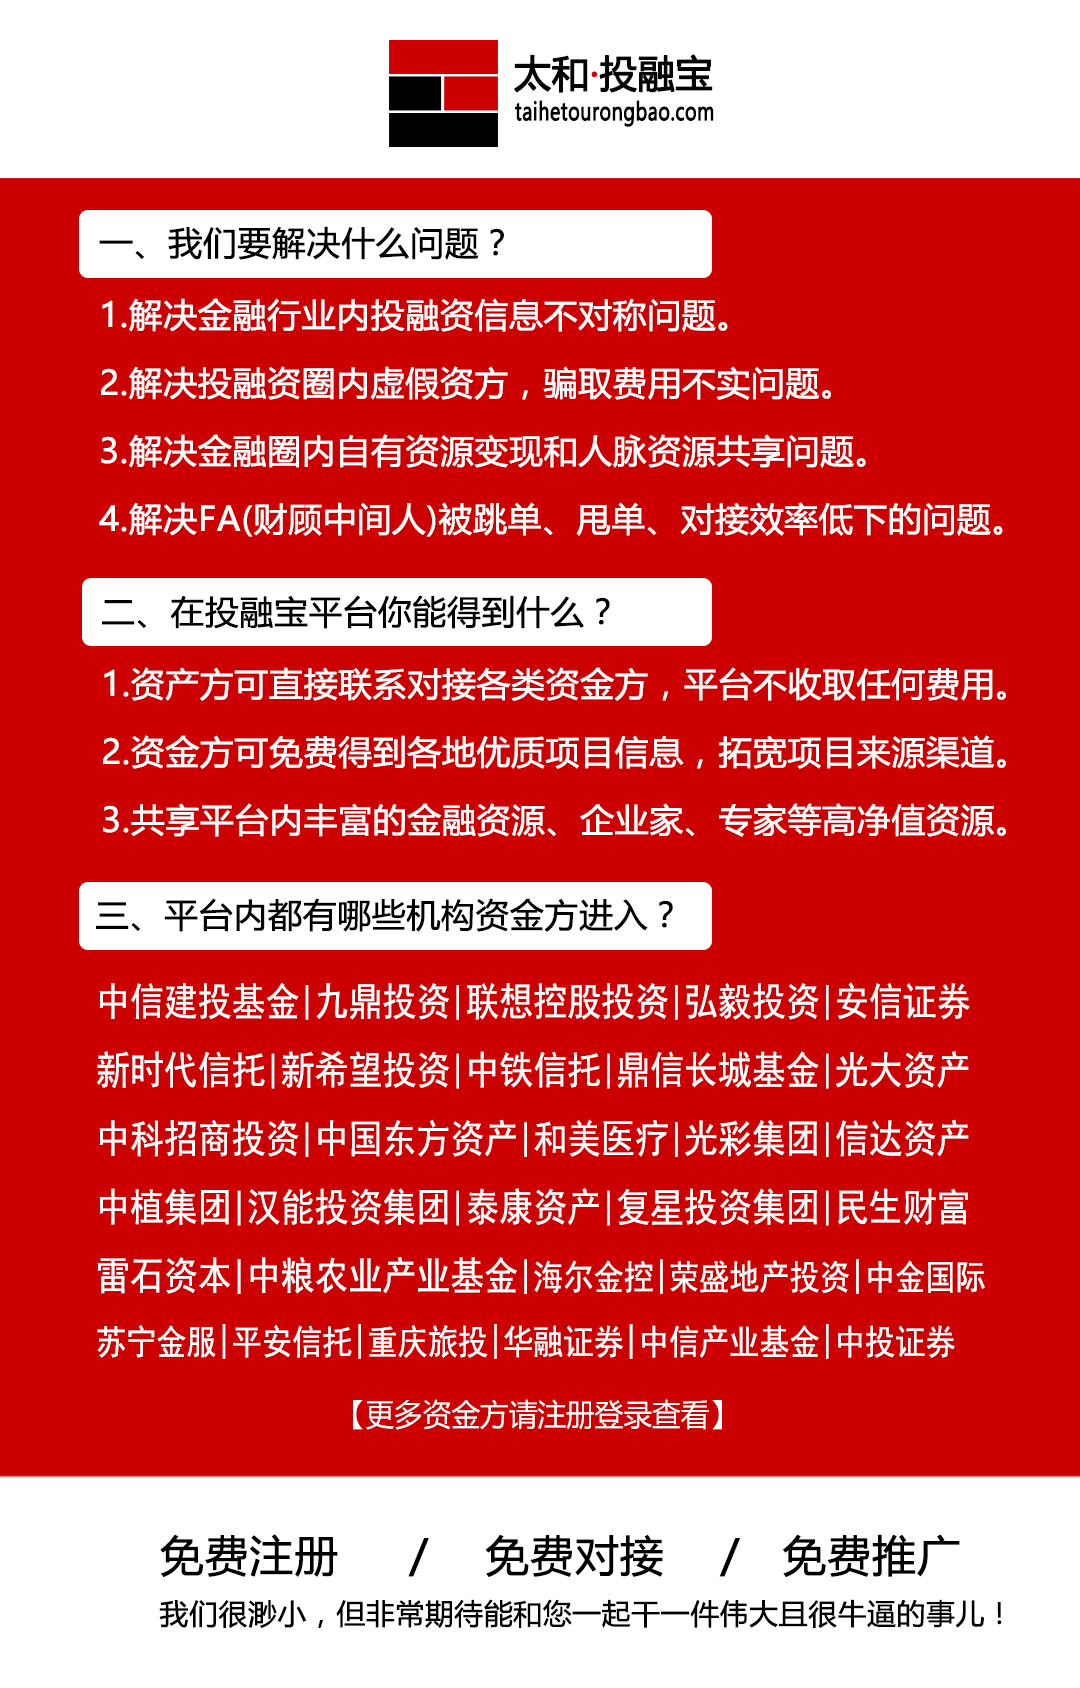 太和·投融宝
taihetourongbao.com
一、我们要解决什么问题？
1.解决金融行业内投融资信息不对称问题。
2.解决投融资圈内虚假资方，骗取费用不实问题。
3.解决金融圈内自有资源变现和人脉资源共享问题。
4.解决FA(财顾中间人)被跳单、甩单、对接效率低下的问题。
二、在投融宝平台你能得到什么？
1.资产方可直接联系对接各类资金方，平台不收取任何费用。
2.资金方可免费得到各地优质项目信息，拓宽项目来源渠道。
3.共享平台内丰富的金融资源、企业家、专家等高净值资源。
三、平台内都有哪些机构资金方进入？
中信建投基金|九鼎投资|联想控股投资|弘毅投资|安信证券
新时代信托|新希望投资|中铁信托|鼎信长城基金|光大资产
中科招商投资|中国东方资产|和美医疗|光彩集团|信达资产
中植集团|汉能投资集团|泰康资产|复星投资集团|民生财富
雷石资本|中粮农业产业基金|海尔金控|荣盛地产投资|中金国际
苏宁金服|平安信托|重庆旅投|华融证券|中信产业基金|中投证券
【更多资金方请注册登录查看】
免费注册 / 免费对接 / 免费推广
我们很渺小，但非常期待能和您一起干一件伟大且很牛逼的事儿！